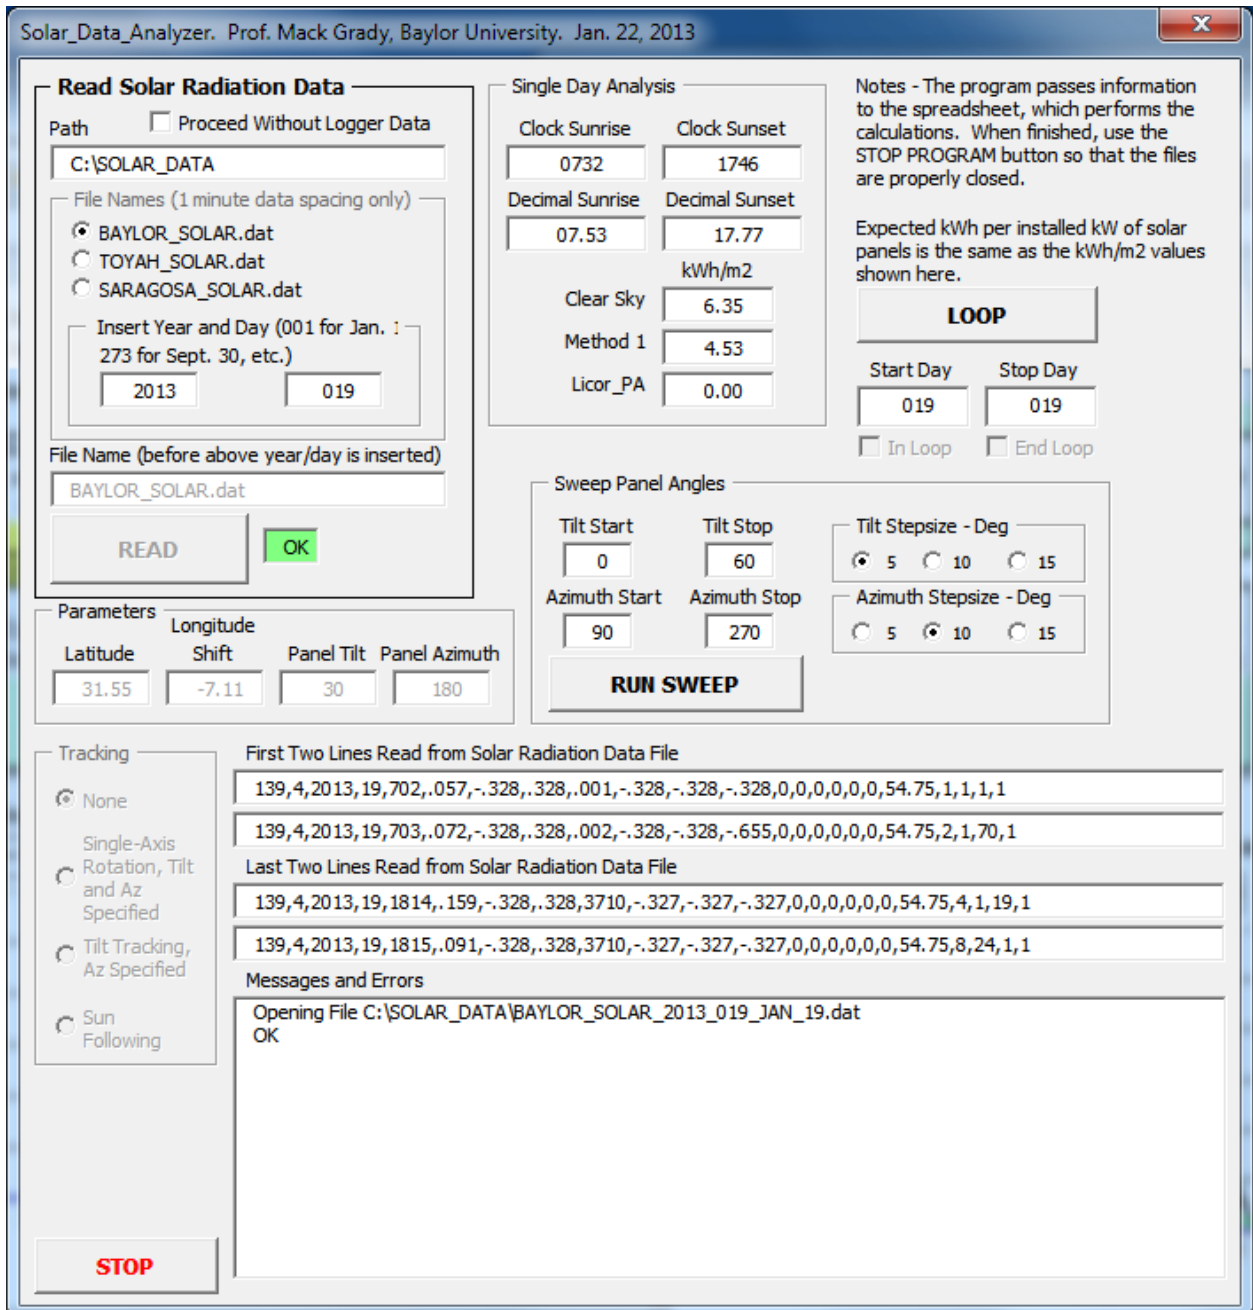 Solar_Data_Analyzer.  Prof. Mack Grady, Baylor University.  Jan. 22, 2013
X
Read Solar Radiation Data
Path
Proceed Without Logger Data
C:\SOLAR_DATA
File Names (1 minute data spacing only)
BAYLOR_SOLAR.dat
TOYAH_SOLAR.dat
SARAGOSA_SOLAR.dat
Insert Year and Day (001 for Jan. 1
273 for Sept. 30, etc.)
2013 019
File Name (before above year/day is inserted)
BAYLOR_SOLAR.dat
READ OK
Single Day Analysis
Clock Sunrise Clock Sunset
0732 1746
Decimal Sunrise Decimal Sunset
07.53 17.77
kWh/m2
Clear Sky 6.35
Method 1 4.53
Licor_PA 0.00
Notes - The program passes information
to the spreadsheet, which performs the
calculations.  When finished, use the
STOP PROGRAM button so that the files
are properly closed.
Expected kWh per installed kW of solar
panels is the same as the kWh/m2 values
shown here.
LOOP
Start Day Stop Day
019 019
In Loop End Loop
Parameters
Longitude
Latitude Shift Panel Tilt Panel Azimuth
31.55 -7.11 30 180
Sweep Panel Angles
Tilt Start Tilt Stop
0 60
Azimuth Start Azimuth Stop
90 270
RUN SWEEP
Tilt Stepsize - Deg
5 10 15
Azimuth Stepsize - Deg
5 10 15
Tracking
None
Single-Axis
Rotation, Tilt
and Az
Specified
Tilt Tracking,
Az Specified
Sun
Following
First Two Lines Read from Solar Radiation Data File
139,4,2013,19,702,.057,-.328,.328,.001,-.328,-.328,-.328,0,0,0,0,0,0,54.75,1,1,1,1
139,4,2013,19,703,.072,-.328,.328,.002,-.328,-.328,-.655,0,0,0,0,0,0,54.75,2,1,70,1
Last Two Lines Read from Solar Radiation Data File
139,4,2013,19,1814,.159,-.328,.328,3710,-.327,-.327,-.327,0,0,0,0,0,0,54.75,4,1,19,1
139,4,2013,19,1815,.091,-.328,.328,3710,-.327,-.327,-.327,0,0,0,0,0,0,54.75,8,24,1,1
Messages and Errors
Opening File C:\SOLAR_DATA\BAYLOR_SOLAR_2013_019_JAN_19.dat
OK
STOP